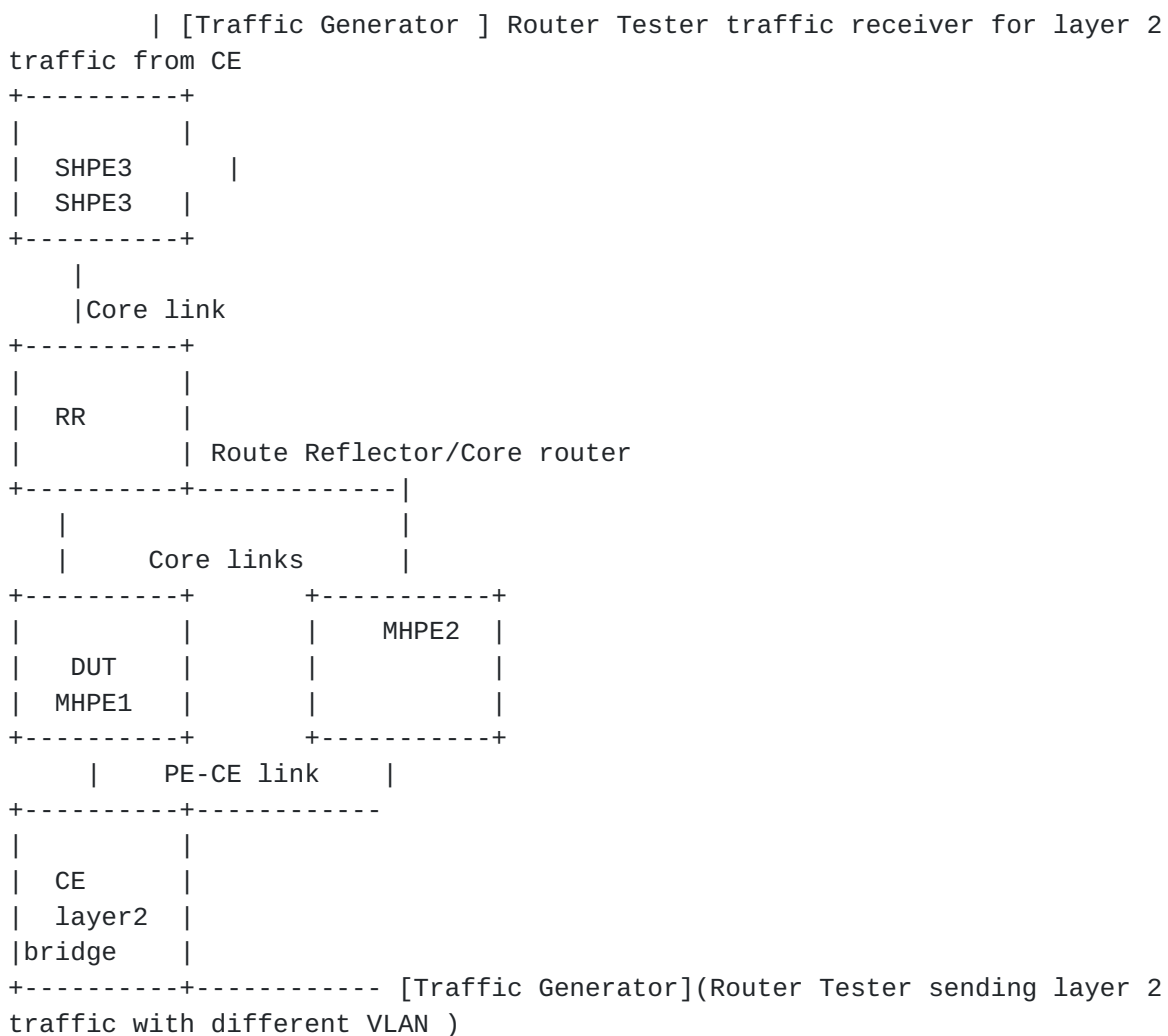 | [Traffic Generator ] Router Tester traffic receiver for layer 2
traffic from CE
+----------+
|          |
|  SHPE3      |
|  SHPE3   |
+----------+
    |
    |Core link
+----------+
|          |
|  RR      |
|          | Route Reflector/Core router
+----------+-------------|
   |                     |
   |     Core links      |
+----------+       +-----------+
|          |       |    MHPE2  |
|   DUT    |       |           |
|  MHPE1   |       |           |
+----------+       +-----------+
     |    PE-CE link    |
+----------+------------
|          |
|  CE      |
|  layer2  |
|bridge    |
+----------+------------ [Traffic Generator](Router Tester sending layer 2
traffic with different VLAN )